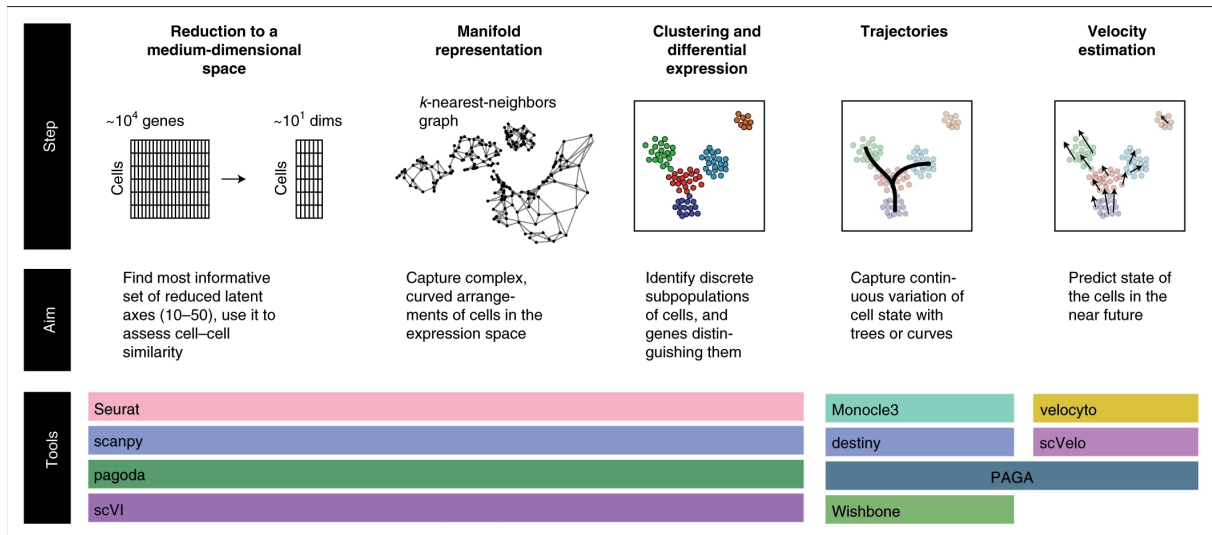 Step
Reduction to a
medium-dimensional
space
~10⁴ genes
~10¹ dims
Cells
Cells
Manifold
representation
k-nearest-neighbors
graph
Clustering and
differential
expression
Trajectories
Velocity
estimation
Aim
Find most informative
set of reduced latent
axes (10–50), use it to
assess cell–cell
similarity
Capture complex,
curved arrange-
ments of cells in the
expression space
Identify discrete
subpopulations
of cells, and
genes distin-
guishing them
Capture contin-
uous variation of
cell state with
trees or curves
Predict state of
the cells in the
near future
Tools
Seurat
scanpy
pagoda
scVI
Monocle3
destiny
velocyto
scVelo
PAGA
Wishbone